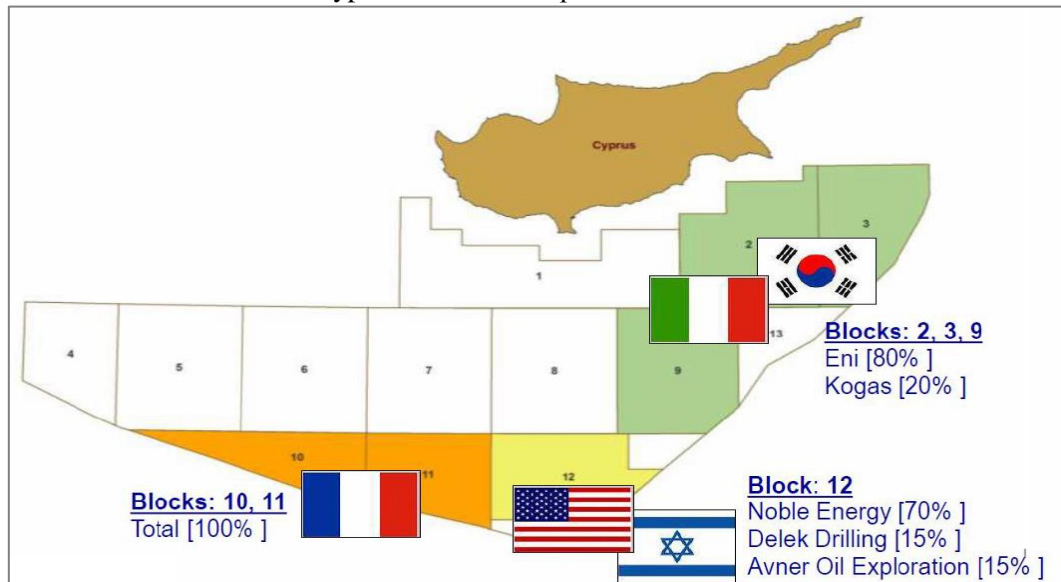 Cyprus
1
2
3
4
5
6
7
8
9
13
10
11
12
Blocks: 2, 3, 9
Eni [80% ]
Kogas [20% ]
Blocks: 10, 11
Total [100% ]
Block: 12
Noble Energy [70% ]
Delek Drilling [15% ]
Avner Oil Exploration [15% ]